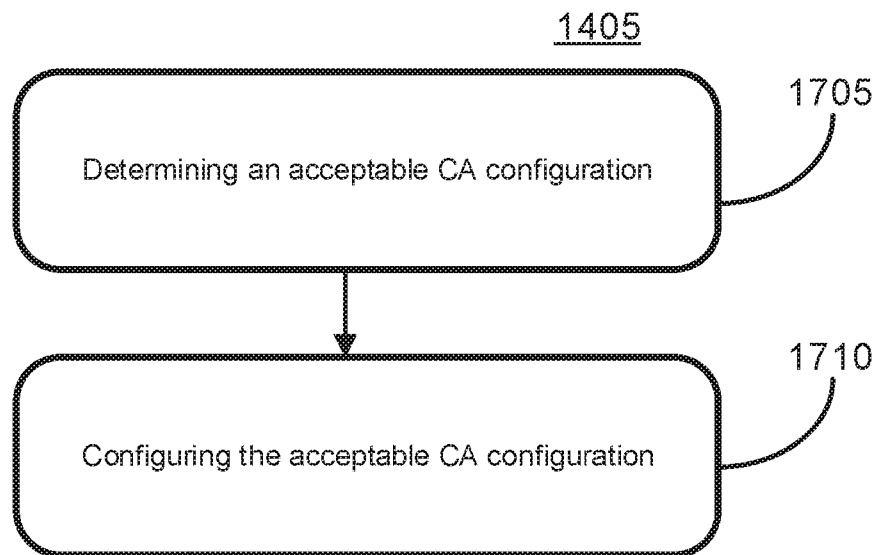 1405
1705
Determining an acceptable CA configuration
1710
Configuring the acceptable CA configuration